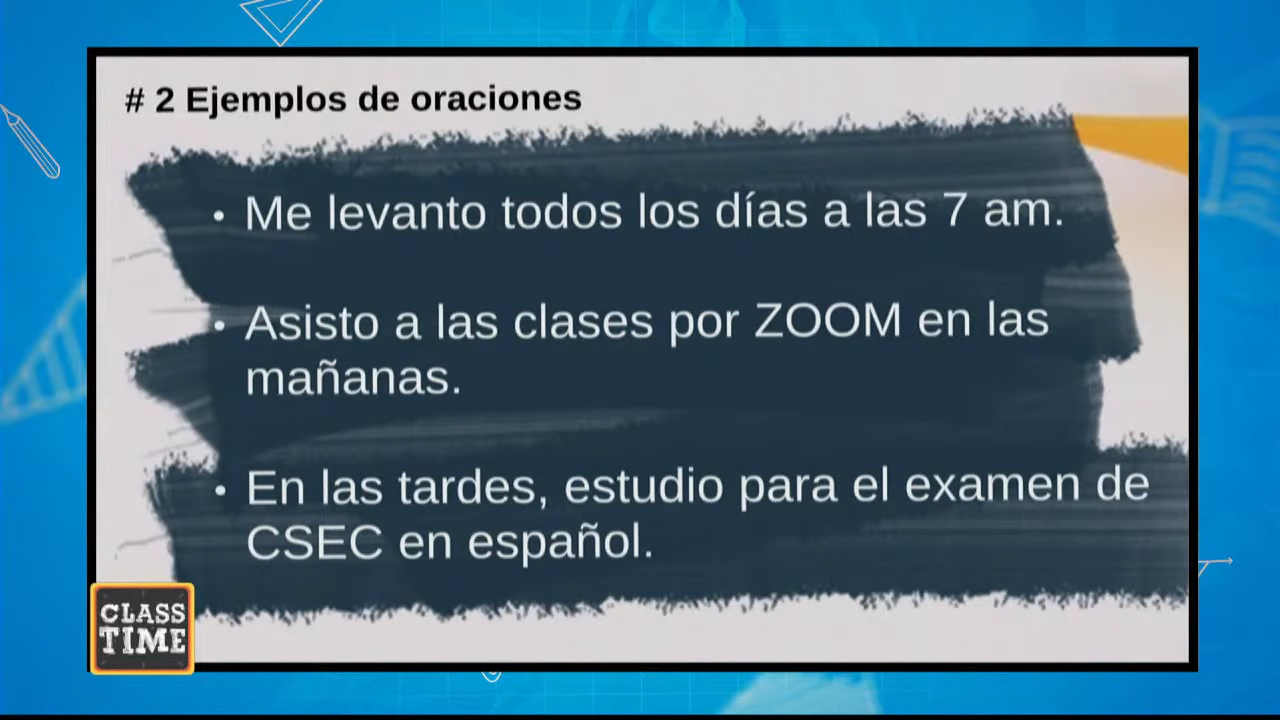 # 2 Ejemplos de oraciones
• Me levanto todos los días a las 7 am.
• Asisto a las clases por ZOOM en las
mañanas.
• En las tardes, estudio para el examen de
CSEC en español.
CLASS
TIME